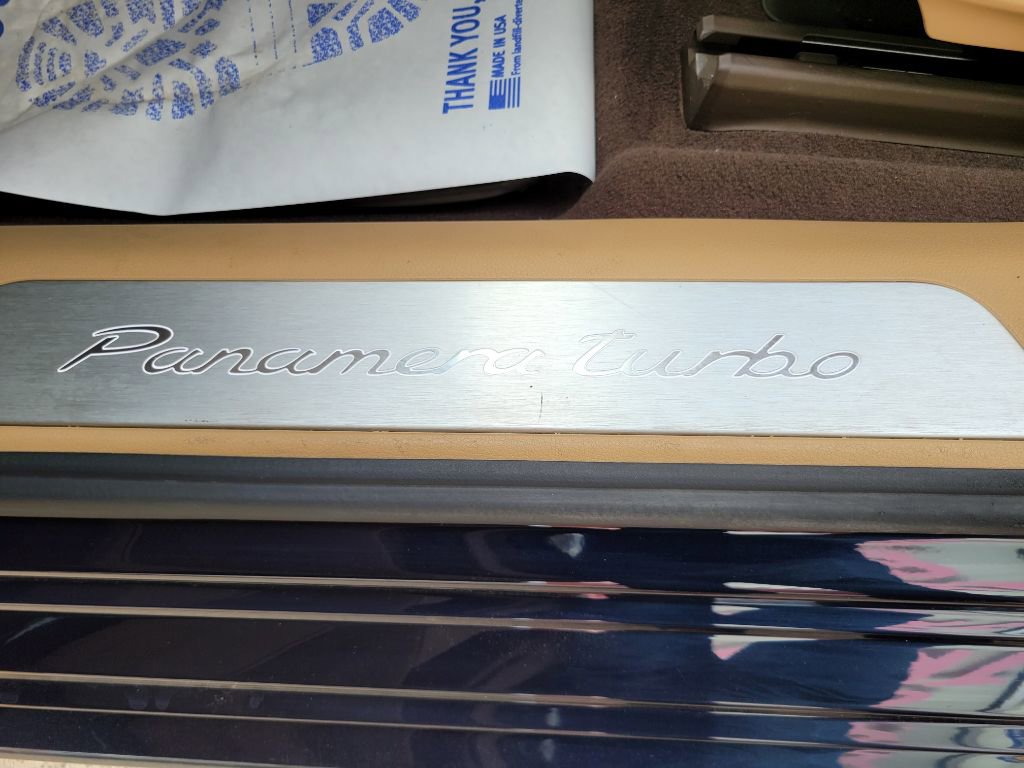 THANK YOU,
MADE IN USA
From landfill-diverte
Panamera turbo